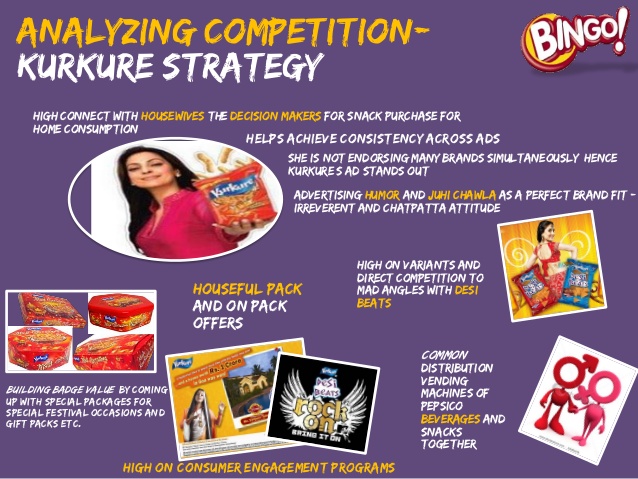 ANALYZING COMPETITION-
KURKURE STRATEGY
BINGO!
HIGH CONNECT WITH HOUSEWIVES THE DECISION MAKERS FOR SNACK PURCHASE FOR
HOME CONSUMPTION
HELPS ACHIEVE CONSISTENCY ACROSS ADS
SHE IS NOT ENDORSING MANY BRANDS SIMULTANEOUSLY HENCE
KURKURE'S AD STANDS OUT
Kurkure
ADVERTISING HUMOR AND JUHI CHAWLA AS A PERFECT BRAND FIT -
IRREVERENT AND CHATPATTA ATTITUDE
HIGH ON VARIANTS AND
DIRECT COMPETITION TO
MAD ANGLES WITH DESI
BEATS
HOUSEFUL PACK
AND ON PACK
OFFERS
COMMON
DISTRIBUTION
VENDING
MACHINES OF
PEPSICO
BEVERAGES AND
SNACKS
TOGETHER
BUILDING BADGE VALUE BY COMING
UP WITH SPECIAL PACKAGES FOR
SPECIAL FESTIVAL OCCASIONS AND
GIFT PACKS ETC.
Rs. 1 Crore
Kurkure
DESI
BEATS
ROCK
ON
BRING IT ON
HIGH ON CONSUMER ENGAGEMENT PROGRAMS